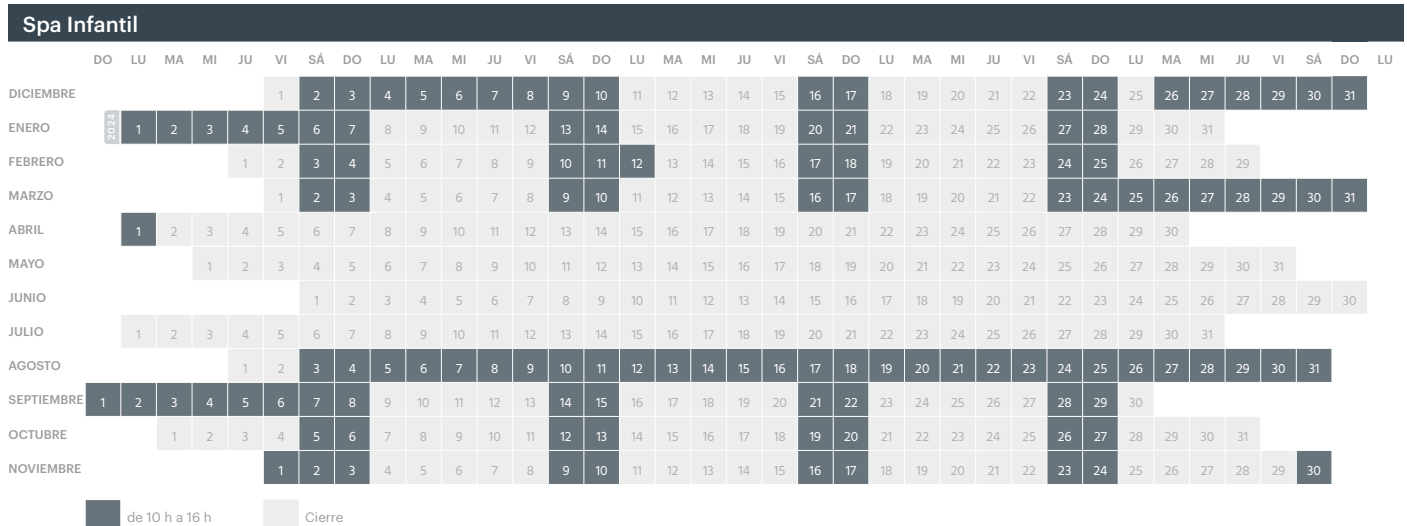 Spa Infantil
DO LU MA MI JU VI SÁ DO LU MA MI JU VI SÁ DO LU MA MI JU VI SÁ DO LU MA MI JU VI SÁ DO LU MA MI JU VI SÁ DO LU
DICIEMBRE 1 2 3 4 5 6 7 8 9 10 11 12 13 14 15 16 17 18 19 20 21 22 23 24 25 26 27 28 29 30 31
ENERO 2024 1 2 3 4 5 6 7 8 9 10 11 12 13 14 15 16 17 18 19 20 21 22 23 24 25 26 27 28 29 30 31
FEBRERO 1 2 3 4 5 6 7 8 9 10 11 12 13 14 15 16 17 18 19 20 21 22 23 24 25 26 27 28 29
MARZO 1 2 3 4 5 6 7 8 9 10 11 12 13 14 15 16 17 18 19 20 21 22 23 24 25 26 27 28 29 30 31
ABRIL 1 2 3 4 5 6 7 8 9 10 11 12 13 14 15 16 17 18 19 20 21 22 23 24 25 26 27 28 29 30
MAYO 1 2 3 4 5 6 7 8 9 10 11 12 13 14 15 16 17 18 19 20 21 22 23 24 25 26 27 28 29 30 31
JUNIO 1 2 3 4 5 6 7 8 9 10 11 12 13 14 15 16 17 18 19 20 21 22 23 24 25 26 27 28 29 30
JULIO 1 2 3 4 5 6 7 8 9 10 11 12 13 14 15 16 17 18 19 20 21 22 23 24 25 26 27 28 29 30 31
AGOSTO 1 2 3 4 5 6 7 8 9 10 11 12 13 14 15 16 17 18 19 20 21 22 23 24 25 26 27 28 29 30 31
SEPTIEMBRE 1 2 3 4 5 6 7 8 9 10 11 12 13 14 15 16 17 18 19 20 21 22 23 24 25 26 27 28 29 30
OCTUBRE 1 2 3 4 5 6 7 8 9 10 11 12 13 14 15 16 17 18 19 20 21 22 23 24 25 26 27 28 29 30 31
NOVIEMBRE 1 2 3 4 5 6 7 8 9 10 11 12 13 14 15 16 17 18 19 20 21 22 23 24 25 26 27 28 29 30
de 10 h a 16 h Cierre